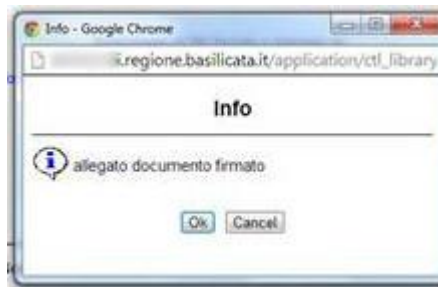 Info - Google Chrome
i.regione.basilicata.it/application/ctl_library
Info
allegato documento firmato
Ok Cancel